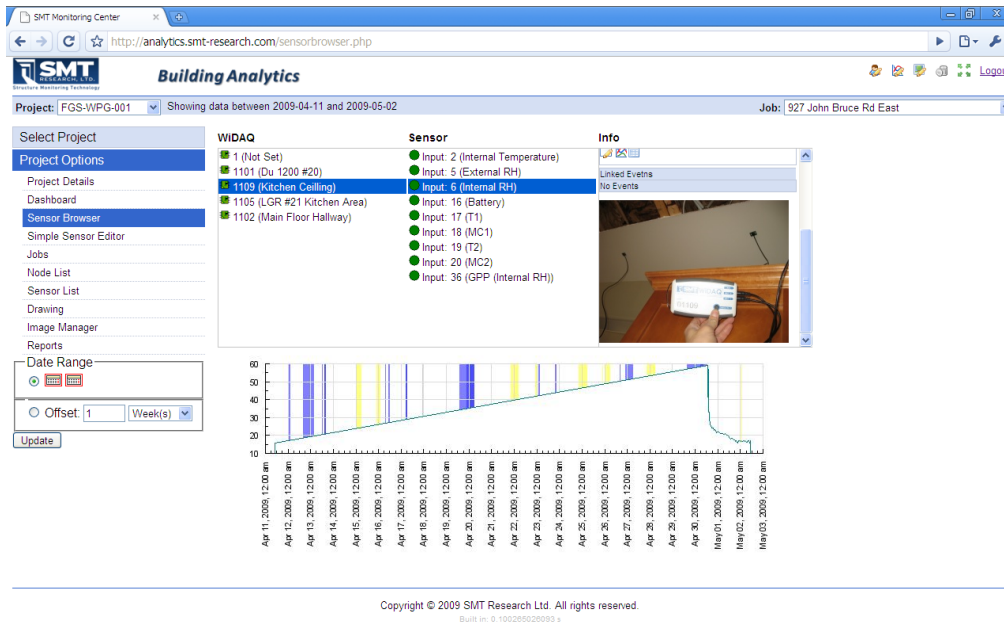 SMT Monitoring Center
http://analytics.smt-research.com/sensorbrowser.php
SMT
RESEARCH, LTD.
Structure Monitoring Technology
Building Analytics
Logou
Project: FGS-WPG-001 Showing data between 2009-04-11 and 2009-05-02
Job: 927 John Bruce Rd East
Select Project
Project Options
Project Details
Dashboard
Sensor Browser
Simple Sensor Editor
Jobs
Node List
Sensor List
Drawing
Image Manager
Reports
Date Range
Offset: 1 Week(s)
Update
WiDAQ
1 (Not Set)
1101 (Du 1200 #20)
1109 (Kitchen Ceilling)
1105 (LGR #21 Kitchen Area)
1102 (Main Floor Hallway)
Sensor
Input: 2 (Internal Temperature)
Input: 5 (External RH)
Input: 6 (Internal RH)
Input: 16 (Battery)
Input: 17 (T1)
Input: 18 (MC1)
Input: 19 (T2)
Input: 20 (MC2)
Input: 36 (GPP (Internal RH))
Info
Linked Evetns
No Events
60
50
40
30
20
10
Apr 11, 2009, 12:00 am
Apr 12, 2009, 12:00 am
Apr 13, 2009, 12:00 am
Apr 14, 2009, 12:00 am
Apr 15, 2009, 12:00 am
Apr 16, 2009, 12:00 am
Apr 17, 2009, 12:00 am
Apr 18, 2009, 12:00 am
Apr 19, 2009, 12:00 am
Apr 20, 2009, 12:00 am
Apr 21, 2009, 12:00 am
Apr 22, 2009, 12:00 am
Apr 23, 2009, 12:00 am
Apr 24, 2009, 12:00 am
Apr 25, 2009, 12:00 am
Apr 26, 2009, 12:00 am
Apr 27, 2009, 12:00 am
Apr 28, 2009, 12:00 am
Apr 29, 2009, 12:00 am
Apr 30, 2009, 12:00 am
May 01, 2009, 12:00 am
May 02, 2009, 12:00 am
May 03, 2009, 12:00 am
Copyright © 2009 SMT Research Ltd. All rights reserved.
Built in: 0.100265026093 s